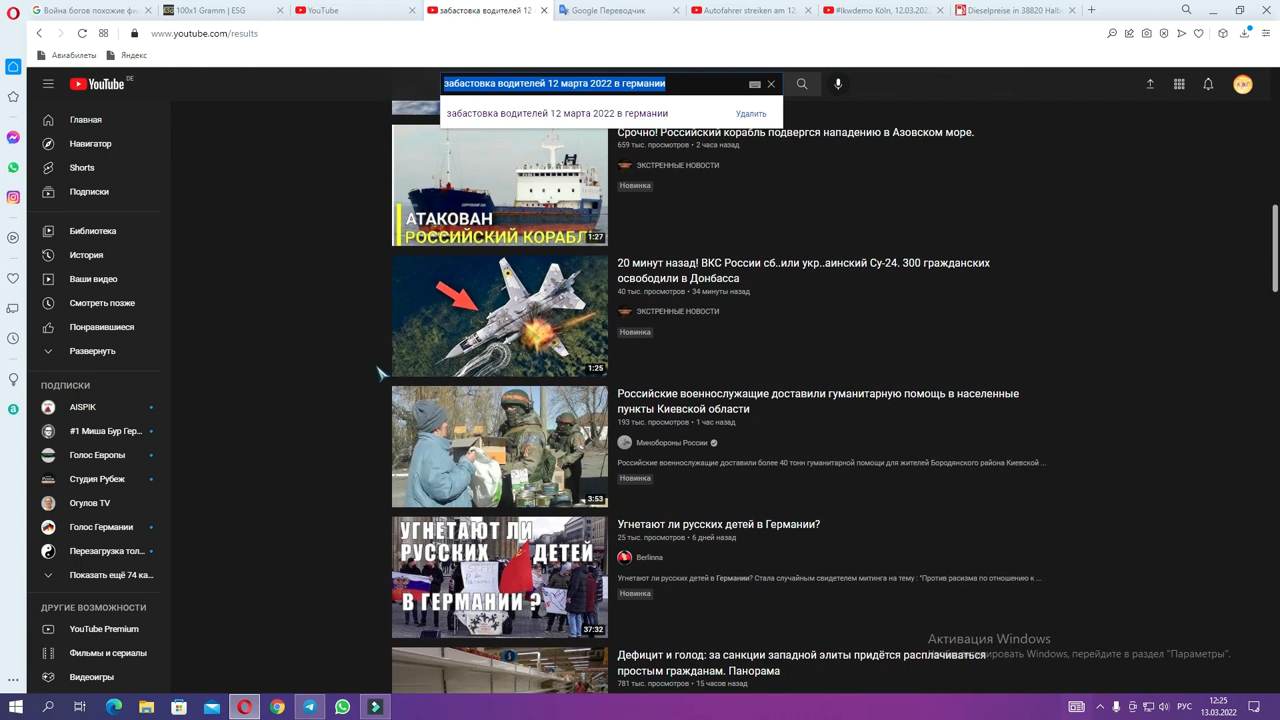 Война богов похожие фи
100x1 Gramm | ESG
YouTube
забастовка водителей 12
Google Переводчик
Autofahrer streiken am 12.
#lkwdemo Köln, 12.03.202
Dieselpreise in 38820 Halb
www.youtube.com/results
Авиабилеты
Яндекс
YouTube
DE
забастовка водителей 12 марта 2022 в германии
забастовка водителей 12 марта 2022 в германии
Удалить
Главная
Навигатор
Shorts
Подписки
Библиотека
История
Ваши видео
Смотреть позже
Понравившиеся
Развернуть
ПОДПИСКИ
AISPIK
#1 Миша Бур Гер...
Голос Европы
Студия Рубеж
Огулов TV
Голос Германии
Перезагрузка тол...
Показать ещё 74 ка...
ДРУГИЕ ВОЗМОЖНОСТИ
YouTube Premium
Фильмы и сериалы
Видеоигры
АТАКОВАН
РОССИЙСКИЙ КОРАБЛ
1:27
Срочно! Российский корабль подвергся нападению в Азовском море.
659 тыс. просмотров • 2 часа назад
ЭКСТРЕННЫЕ НОВОСТИ
Новинка
1:25
20 минут назад! ВКС России сб..или укр..аинский Су-24. 300 гражданских
освободили в Донбасса
40 тыс. просмотров • 34 минуты назад
ЭКСТРЕННЫЕ НОВОСТИ
Новинка
3:53
Российские военнослужащие доставили гуманитарную помощь в населенные
пункты Киевской области
193 тыс. просмотров • 1 час назад
Минобороны России
Российские военнослужащие доставили более 40 тонн гуманитарной помощи для жителей Бородянского района Киевской ...
Новинка
УГНЕТАЮТ ЛИ
РУССКИХ ДЕТЕЙ
В ГЕРМАНИИ ?
37:32
Угнетают ли русских детей в Германии?
25 тыс. просмотров • 6 дней назад
Berlinna
Угнетают ли русских детей в Германии? Стала случайным свидетелем митинга на тему : "Против расизма по отношению к ...
Новинка
Дефицит и голод: за санкции западной элиты придётся расплачиваться
простым гражданам. Панорама
781 тыс. просмотров • 15 часов назад
Активация Windows
Windows, перейдите в раздел "Параметры".
РУС
12:25
13.03.2022